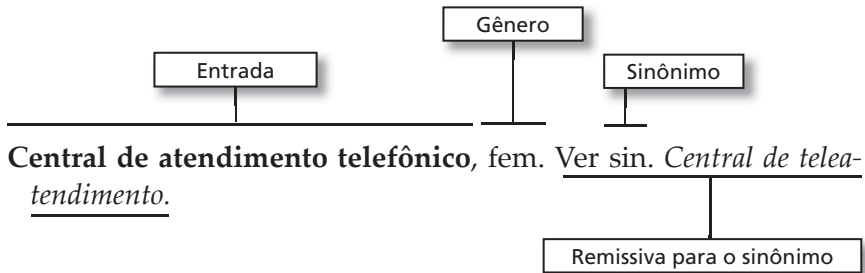 Gênero
Entrada
Sinônimo
Central de atendimento telefônico, fem. Ver sin. Central de telea-
tendimento.
Remissiva para o sinônimo